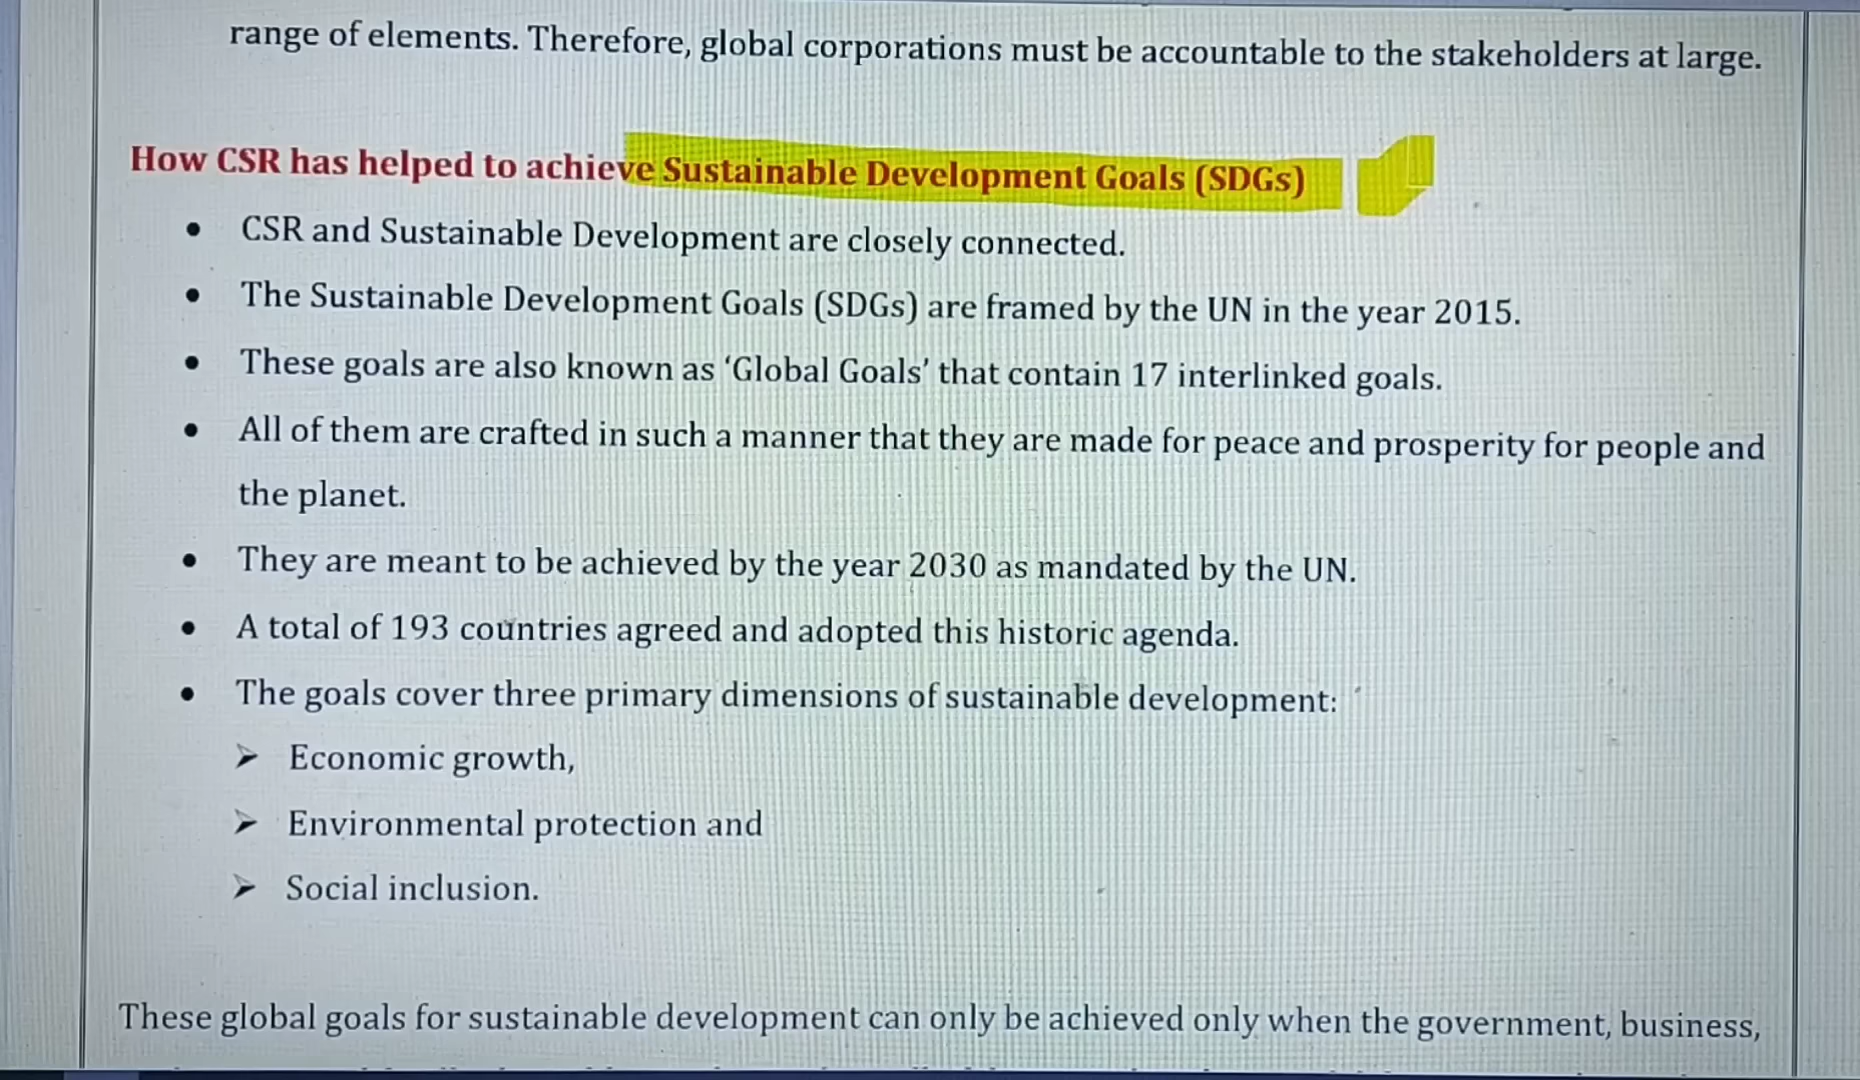 range of elements. Therefore, global corporations must be accountable to the stakeholders at large.
How CSR has helped to achieve Sustainable Development Goals (SDGs)
• CSR and Sustainable Development are closely connected.
• The Sustainable Development Goals (SDGs) are framed by the UN in the year 2015.
• These goals are also known as ‘Global Goals’ that contain 17 interlinked goals.
• All of them are crafted in such a manner that they are made for peace and prosperity for people and
the planet.
• They are meant to be achieved by the year 2030 as mandated by the UN.
• A total of 193 countries agreed and adopted this historic agenda.
• The goals cover three primary dimensions of sustainable development:
➤ Economic growth,
➤ Environmental protection and
➤ Social inclusion.
These global goals for sustainable development can only be achieved only when the government, business,